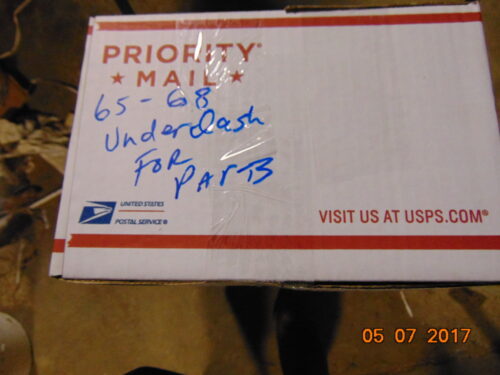 PRIORITY®
★ MAIL ★
65-68
Underdash
FOR
Parts
UNITED STATES
POSTAL SERVICE®
VISIT US AT USPS.COM®
05 07 2017